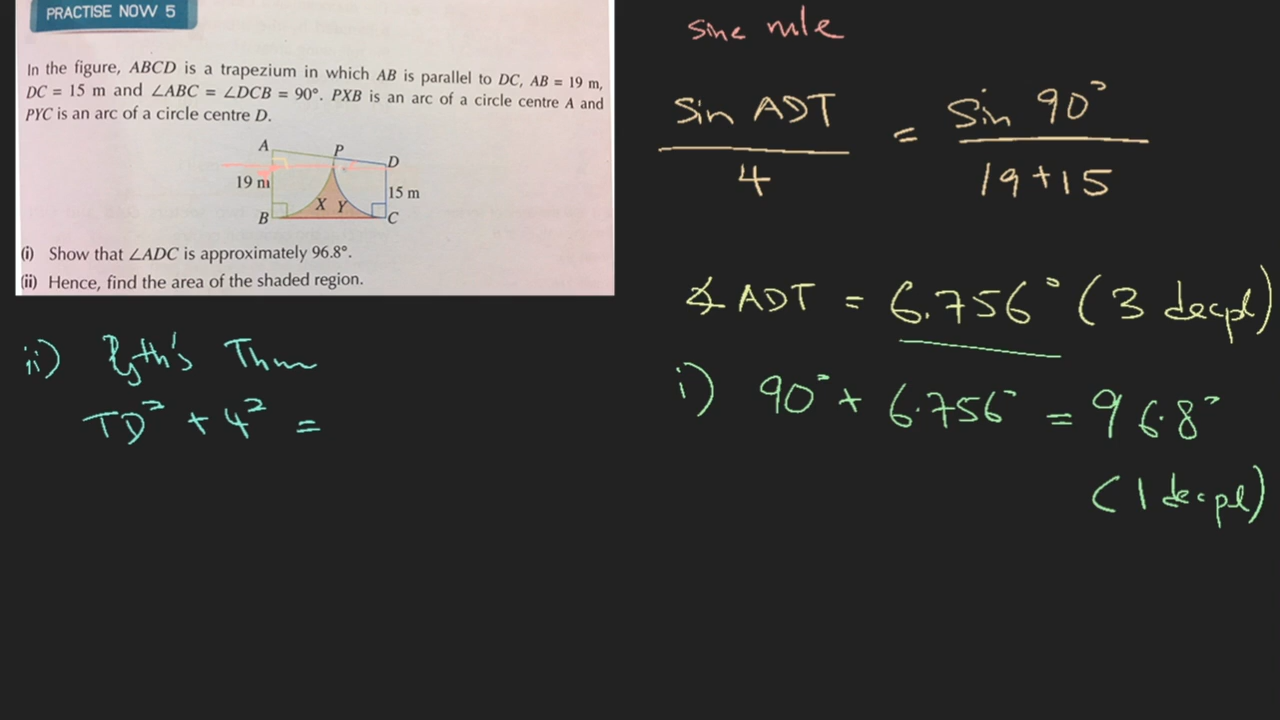 PRACTISE NOW 5
In the figure, ABCD is a trapezium in which AB is parallel to DC, AB = 19 m,
DC = 15 m and ∠ABC = ∠DCB = 90°. PXB is an arc of a circle centre A and
PYC is an arc of a circle centre D.
A
P
D
19 m
15 m
X Y
B
C
(i) Show that ∠ADC is approximately 96.8°.
(ii) Hence, find the area of the shaded region.
ii) Pyth's Thm
TD² + 4² =
sine rule
Sin ADT / 4 = Sin 90° / 19+15
∡ ADT = 6.756° (3 decpl)
i) 90° + 6.756° = 96.8°
(1 decpl)